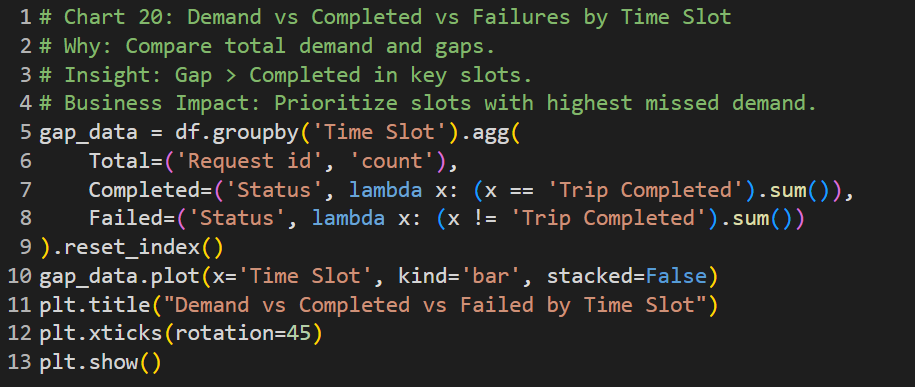 1 # Chart 20: Demand vs Completed vs Failures by Time Slot
2 # Why: Compare total demand and gaps.
3 # Insight: Gap > Completed in key slots.
4 # Business Impact: Prioritize slots with highest missed demand.
5 gap_data = df.groupby('Time Slot').agg(
6     Total=('Request id', 'count'),
7     Completed=('Status', lambda x: (x == 'Trip Completed').sum()),
8     Failed=('Status', lambda x: (x != 'Trip Completed').sum())
9 ).reset_index()
10 gap_data.plot(x='Time Slot', kind='bar', stacked=False)
11 plt.title("Demand vs Completed vs Failed by Time Slot")
12 plt.xticks(rotation=45)
13 plt.show()